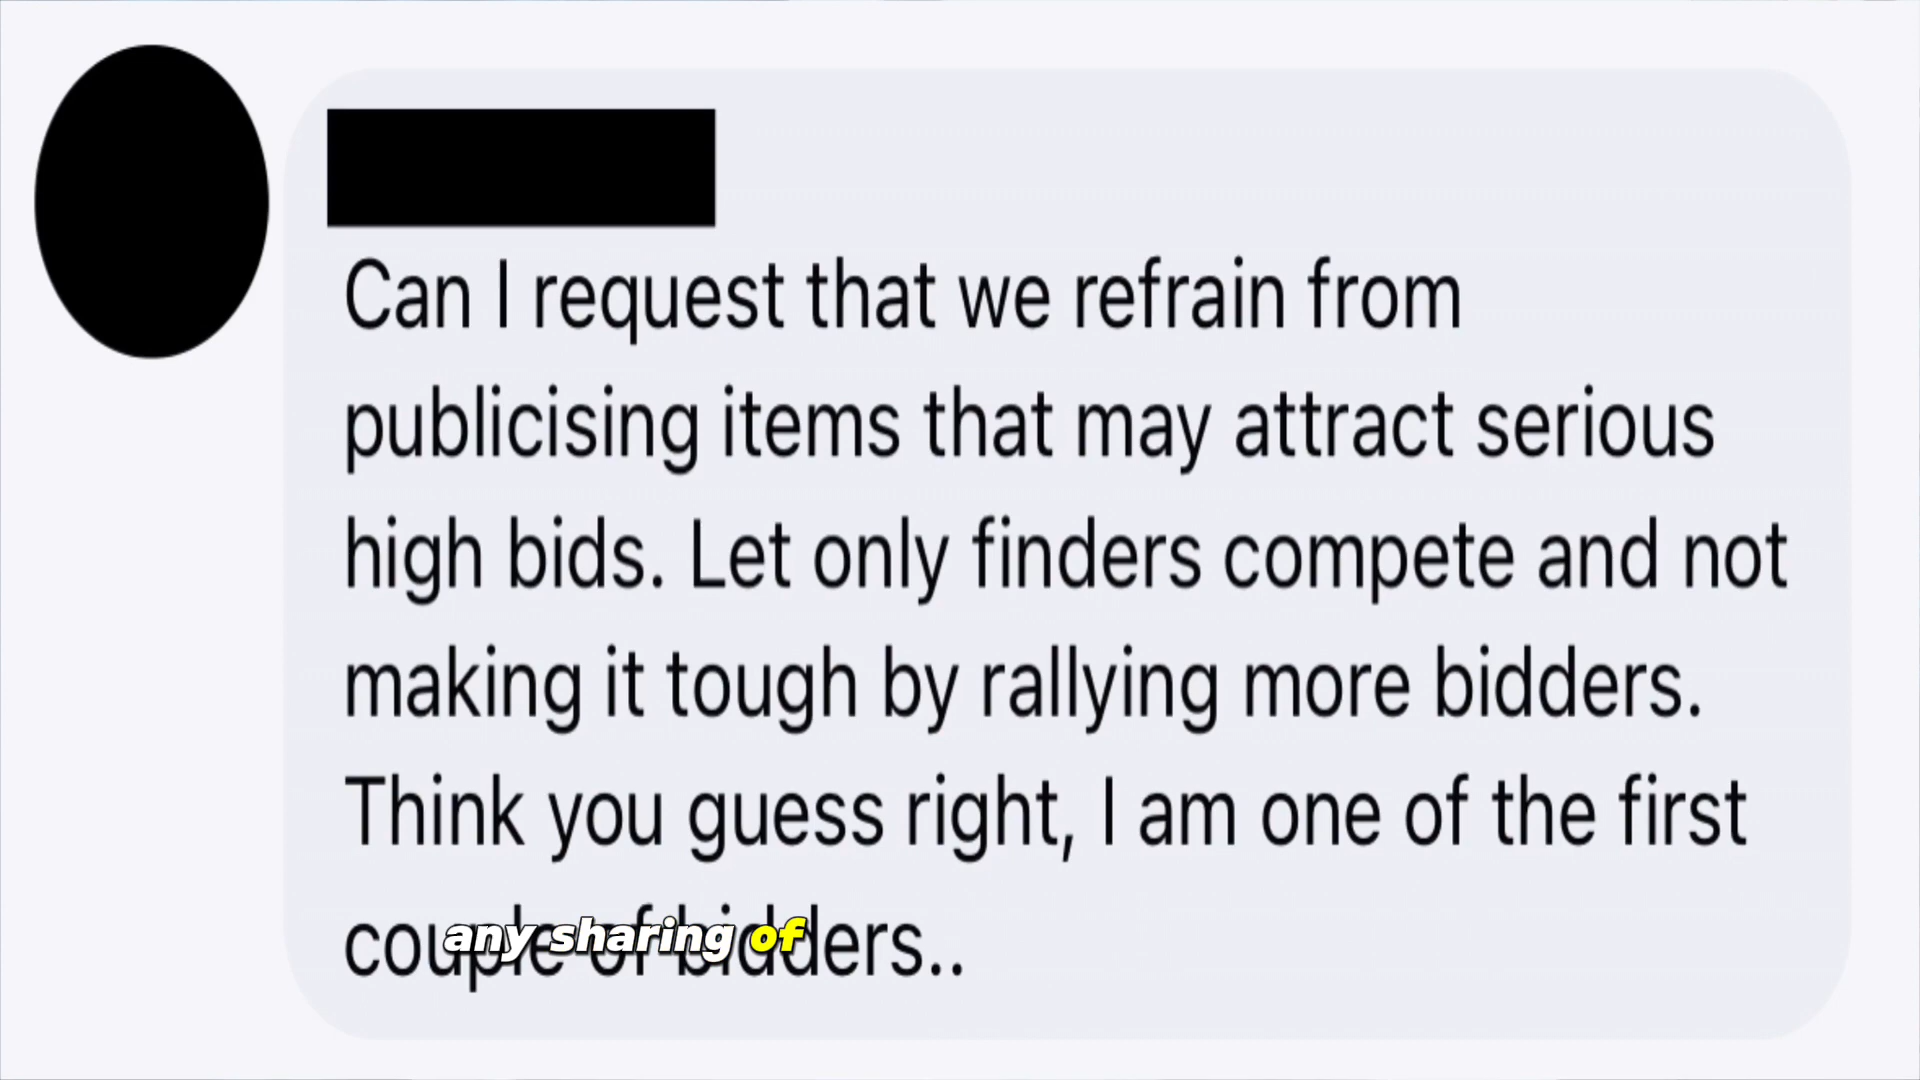 Can I request that we refrain from
publicising items that may attract serious
high bids. Let only finders compete and not
making it tough by rallying more bidders.
Think you guess right, I am one of the first
couple of bidders..
any sharing of